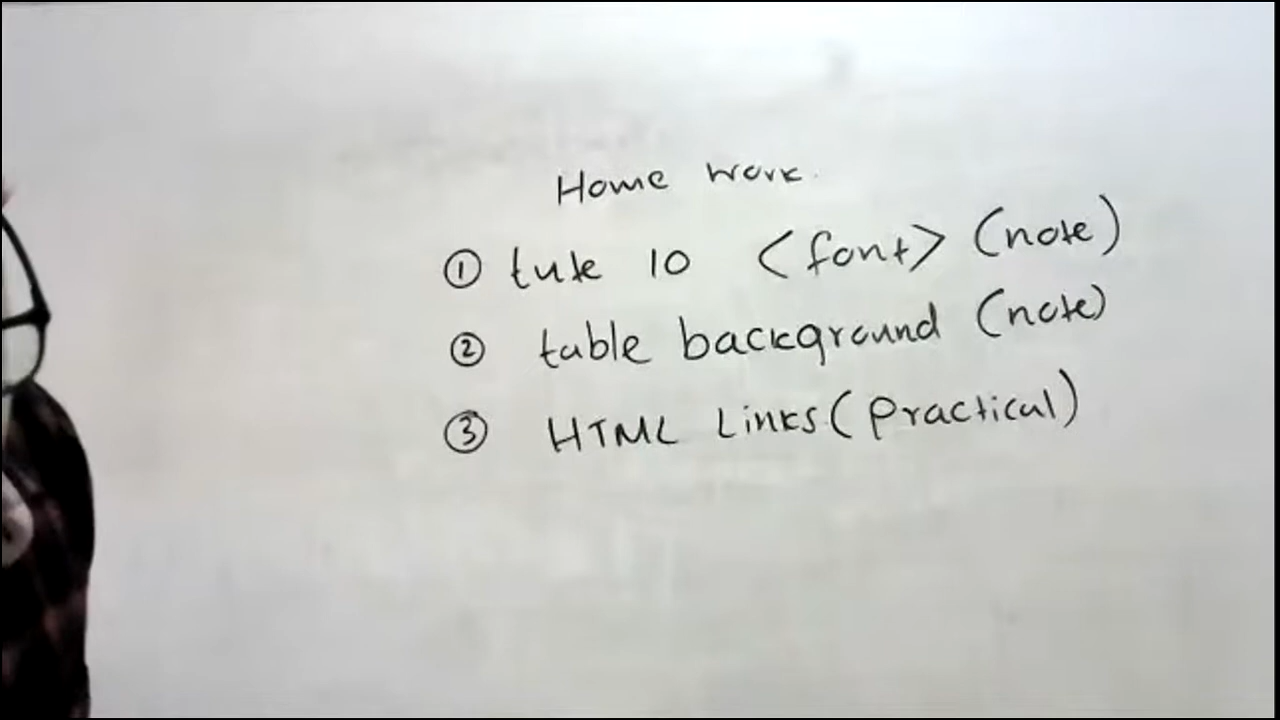 Home work.
① tute 10 <font> (note)
② table background (note)
③ HTML Links (Practical)